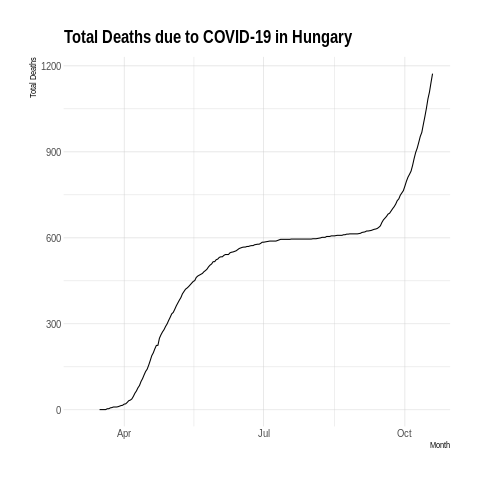 Total Deaths due to COVID-19 in Hungary
Total Deaths
1200
900
600
300
0
Apr
Jul
Oct
Month